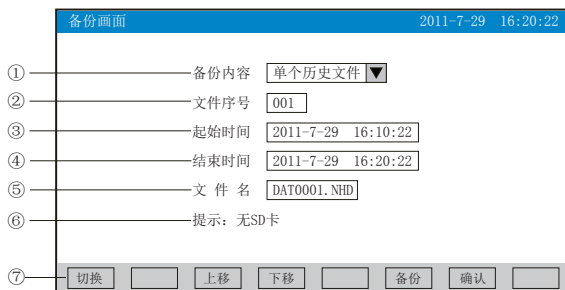 备份画面 2011-7-29 16:20:22
① 备份内容 单个历史文件
② 文件序号 001
③ 起始时间 2011-7-29 16:10:22
④ 结束时间 2011-7-29 16:20:22
⑤ 文 件 名 DAT0001.NHD
⑥ 提示：无SD卡
⑦ 切换 上移 下移 备份 确认